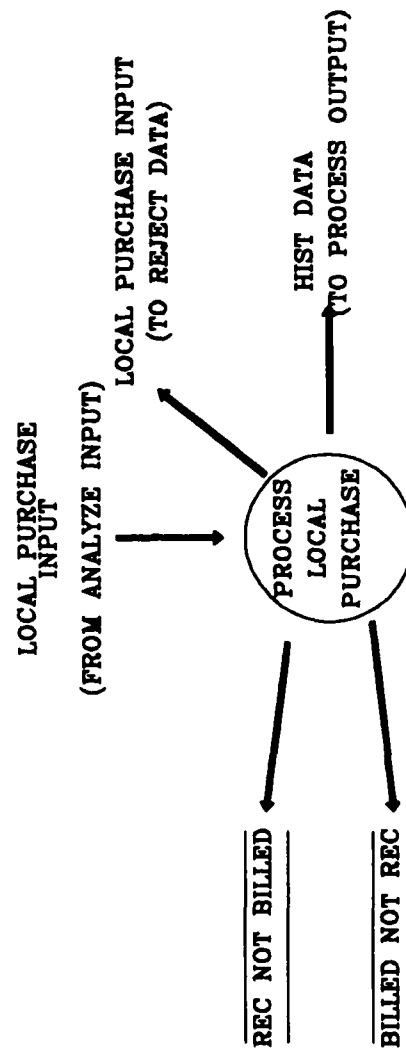 LOCAL PURCHASE
INPUT
(FROM ANALYZE INPUT)
LOCAL PURCHASE INPUT
(TO REJECT DATA)
PROCESS
LOCAL
PURCHASE
HIST DATA
(TO PROCESS OUTPUT)
REC NOT BILLED
BILLED NOT REC